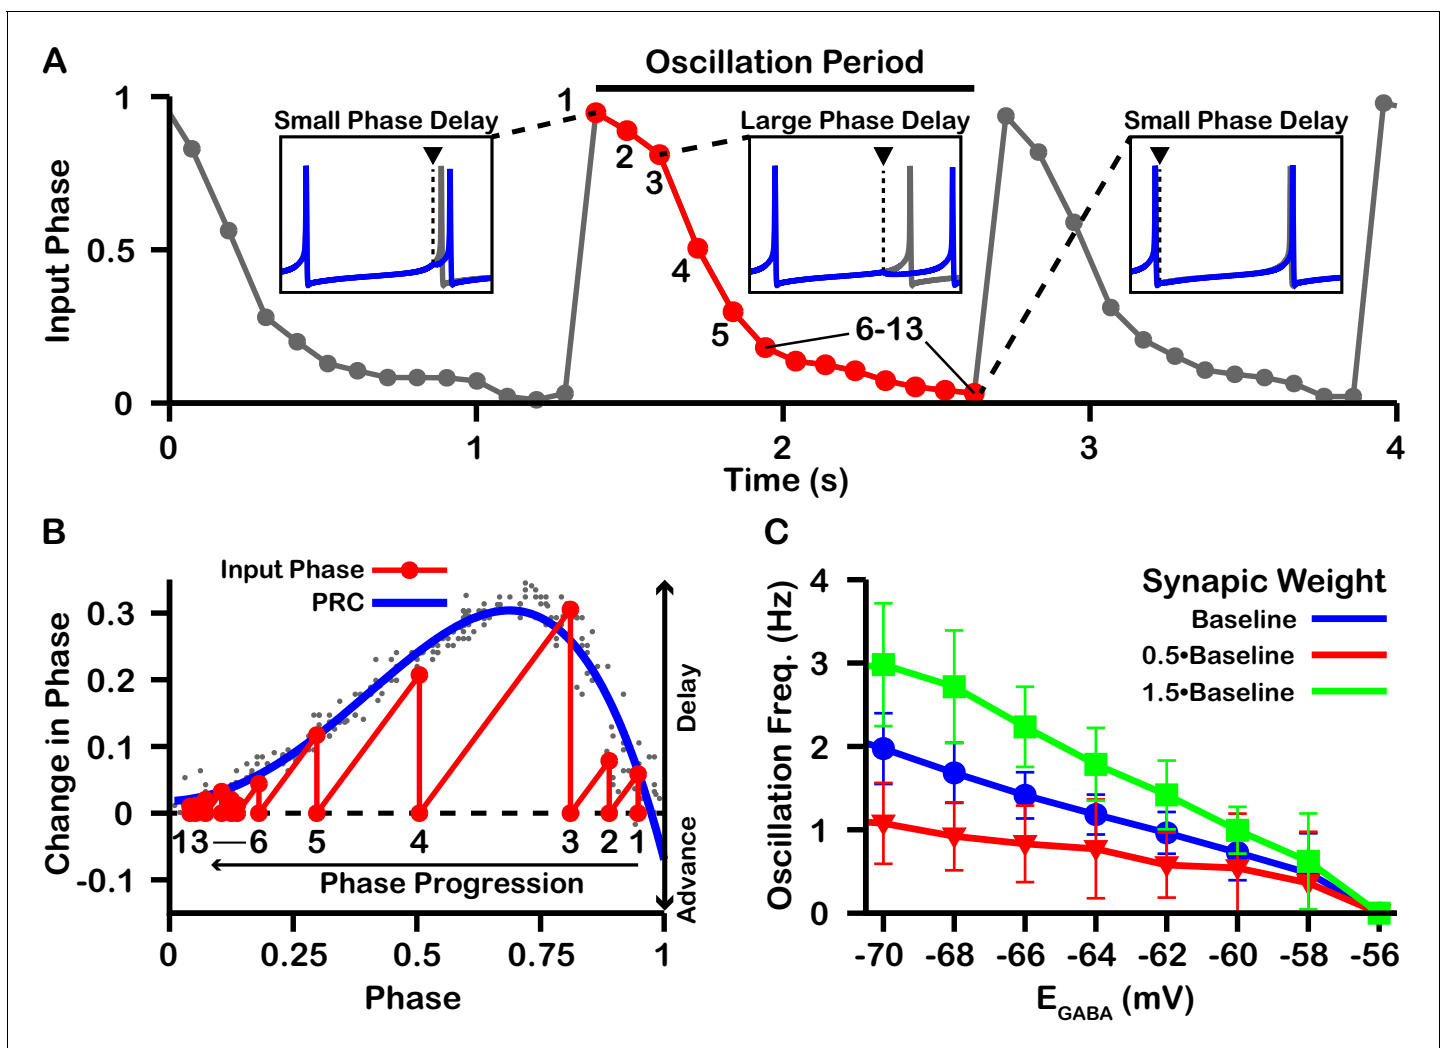 A
Oscillation Period
Input Phase
1
0.5
0
Small Phase Delay
Large Phase Delay
Small Phase Delay
1
2
3
4
5
6-13
0 1 2 3 4
Time (s)
B
Input Phase
PRC
Change in Phase
0.3
0.2
0.1
0
-0.1
Delay
Advance
13 — 6 5 4 3 2 1
Phase Progression
0 0.25 0.5 0.75 1
Phase
C
Oscillation Freq. (Hz)
4
3
2
1
0
Synapic Weight
Baseline
0.5•Baseline
1.5•Baseline
-70 -68 -66 -64 -62 -60 -58 -56
EGABA (mV)